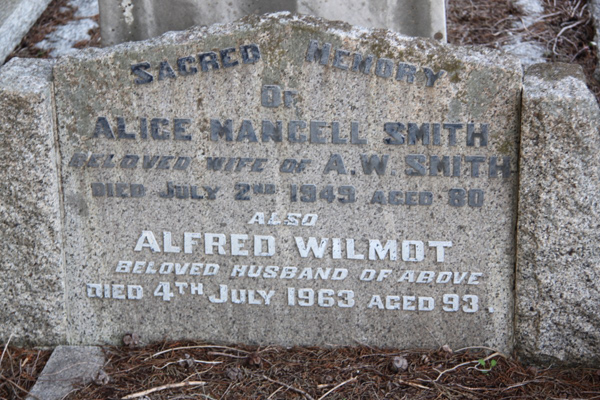 SACRED MEMORY
OF
ALICE MANGELL SMITH
BELOVED WIFE OF A.W. SMITH
DIED JULY 2ND 1949 AGED 80
ALSO
ALFRED WILMOT
BELOVED HUSBAND OF ABOVE
DIED 4TH JULY 1963 AGED 93.